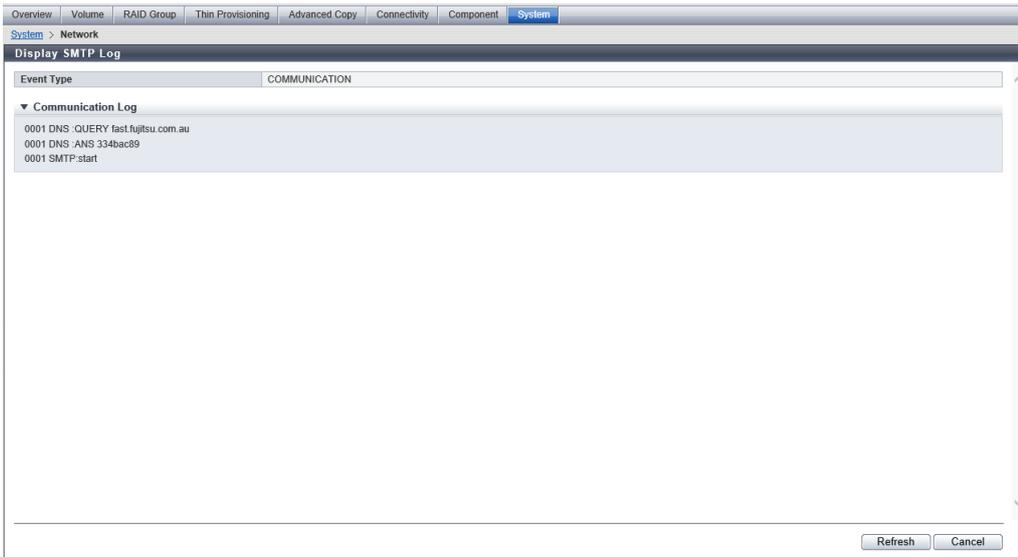 Overview Volume RAID Group Thin Provisioning Advanced Copy Connectivity Component System
System > Network
Display SMTP Log
Event Type COMMUNICATION
▼ Communication Log
0001 DNS :QUERY fast.fujitsu.com.au
0001 DNS :ANS 334bac89
0001 SMTP:start
Refresh Cancel